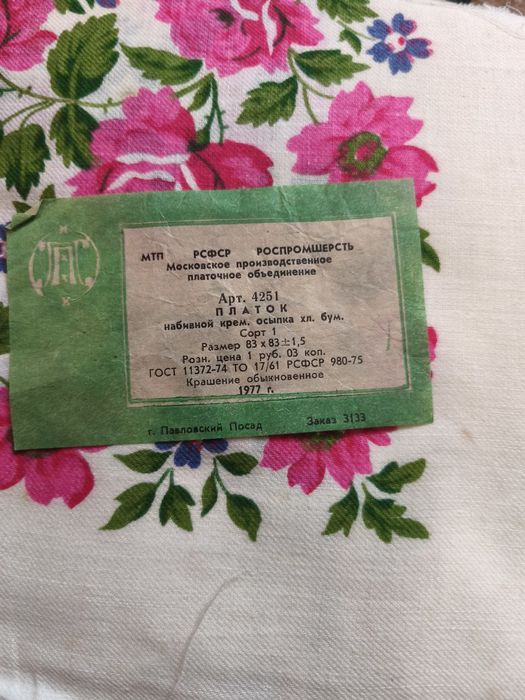 МТП РСФСР РОСПРОМШЕРСТЬ
Московское производственное
платочное объединение
Арт. 4251
ПЛАТОК
набивной крем. осыпка хл. бум.
Сорт 1
Размер 83 х 83±1,5
Розн. цена 1 руб. 03 коп.
ГОСТ 11372-74 ТО 17/61 РСФСР 980-75
Крашение обыкновенное
1977 г.
г. Павловский Посад Заказ 3133